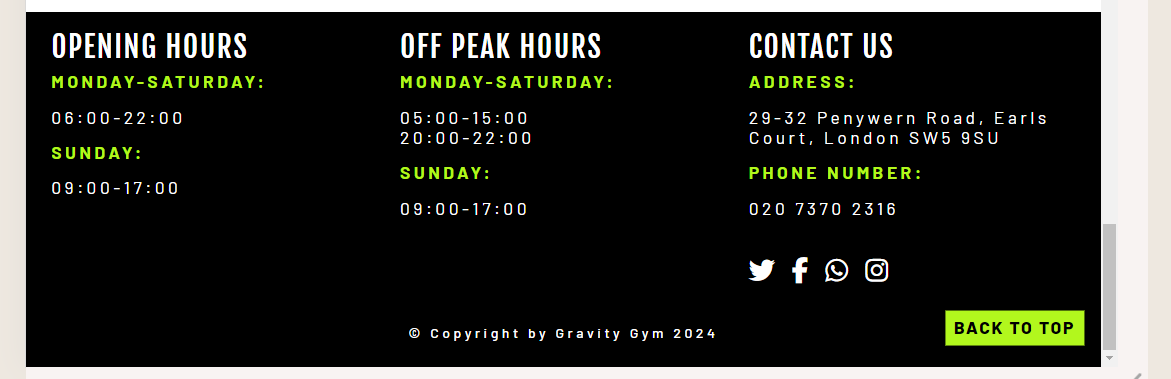 OPENING HOURS
MONDAY-SATURDAY:
06:00-22:00
SUNDAY:
09:00-17:00
OFF PEAK HOURS
MONDAY-SATURDAY:
05:00-15:00
20:00-22:00
SUNDAY:
09:00-17:00
CONTACT US
ADDRESS:
29-32 Penywern Road, Earls
Court, London SW5 9SU
PHONE NUMBER:
020 7370 2316
© Copyright by Gravity Gym 2024
BACK TO TOP